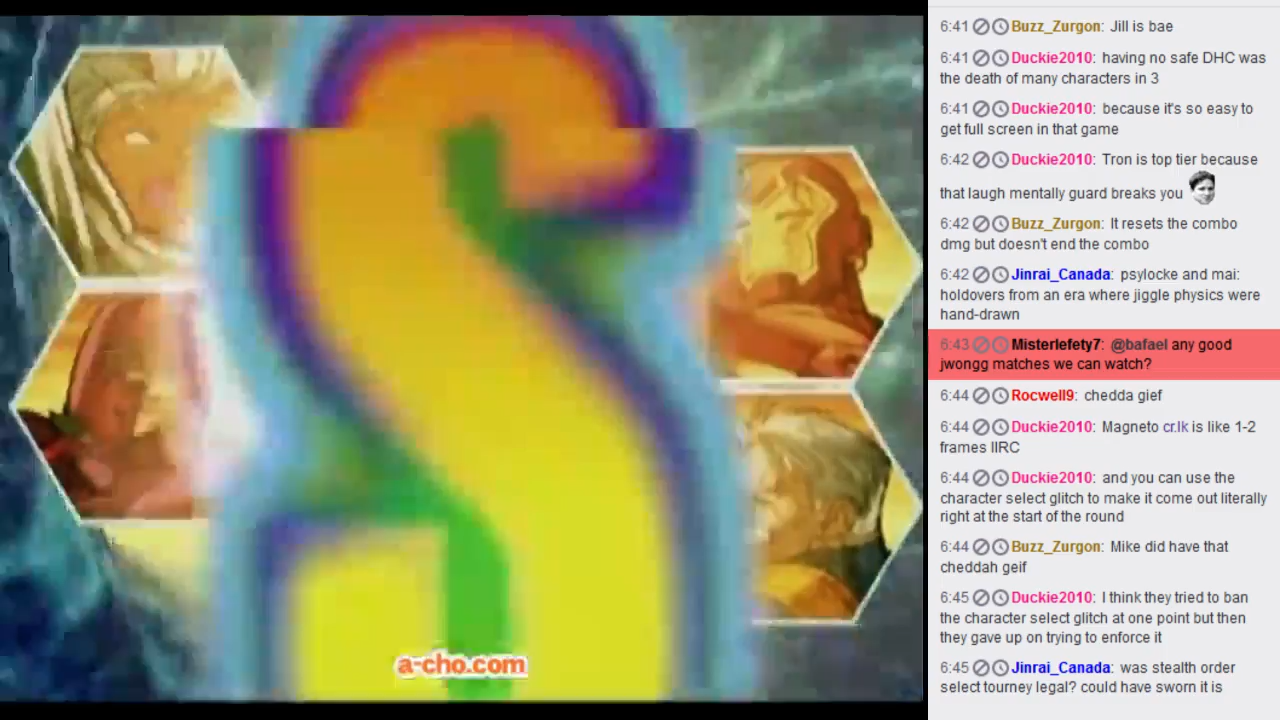 a-cho.com
6:41 Buzz_Zurgon: Jill is bae
6:41 Duckie2010: having no safe DHC was
the death of many characters in 3
6:41 Duckie2010: because it's so easy to
get full screen in that game
6:42 Duckie2010: Tron is top tier because
that laugh mentally guard breaks you
6:42 Buzz_Zurgon: It resets the combo
dmg but doesn't end the combo
6:42 Jinrai_Canada: psylocke and mai:
holdovers from an era where jiggle physics were
hand-drawn
6:43 Misterlefety7: @bafael any good
jwongg matches we can watch?
6:44 Rocwell9: chedda gief
6:44 Duckie2010: Magneto cr.lk is like 1-2
frames IIRC
6:44 Duckie2010: and you can use the
character select glitch to make it come out literally
right at the start of the round
6:44 Buzz_Zurgon: Mike did have that
cheddah geif
6:45 Duckie2010: I think they tried to ban
the character select glitch at one point but then
they gave up on trying to enforce it
6:45 Jinrai_Canada: was stealth order
select tourney legal? could have sworn it is